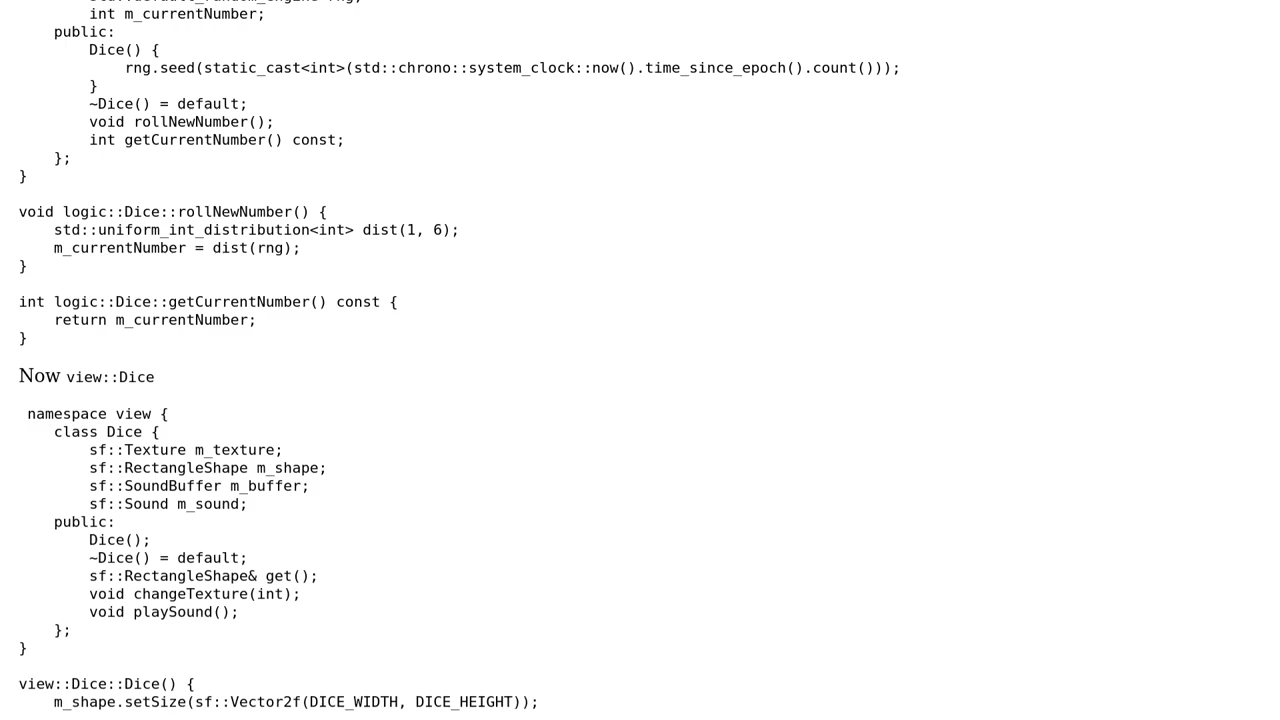 int m_currentNumber;
    public:
        Dice() {
            rng.seed(static_cast<int>(std::chrono::system_clock::now().time_since_epoch().count()));
        }
        ~Dice() = default;
        void rollNewNumber();
        int getCurrentNumber() const;
    };
}

void logic::Dice::rollNewNumber() {
    std::uniform_int_distribution<int> dist(1, 6);
    m_currentNumber = dist(rng);
}

int logic::Dice::getCurrentNumber() const {
    return m_currentNumber;
}

Now view::Dice

 namespace view {
    class Dice {
        sf::Texture m_texture;
        sf::RectangleShape m_shape;
        sf::SoundBuffer m_buffer;
        sf::Sound m_sound;
    public:
        Dice();
        ~Dice() = default;
        sf::RectangleShape& get();
        void changeTexture(int);
        void playSound();
    };
}

view::Dice::Dice() {
    m_shape.setSize(sf::Vector2f(DICE_WIDTH, DICE_HEIGHT));